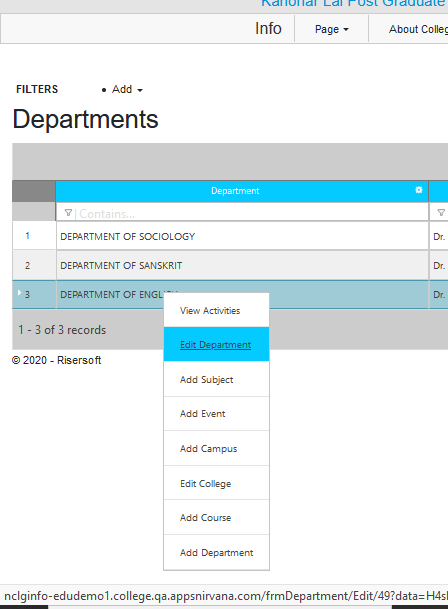 Kanohar Lal Post Graduate
Info Page About Colleg
FILTERS • Add
Departments
Department
Contains...
1 DEPARTMENT OF SOCIOLOGY Dr.
2 DEPARTMENT OF SANSKRIT Dr.
3 DEPARTMENT OF ENGLISH Dr.
View Activities
1 - 3 of 3 records
Edit Department
© 2020 - Risersoft
Add Subject
Add Event
Add Campus
Edit College
Add Course
Add Department
nclginfo-edudemo1.college.qa.appsnirvana.com/frmDepartment/Edit/49?data=H4sI